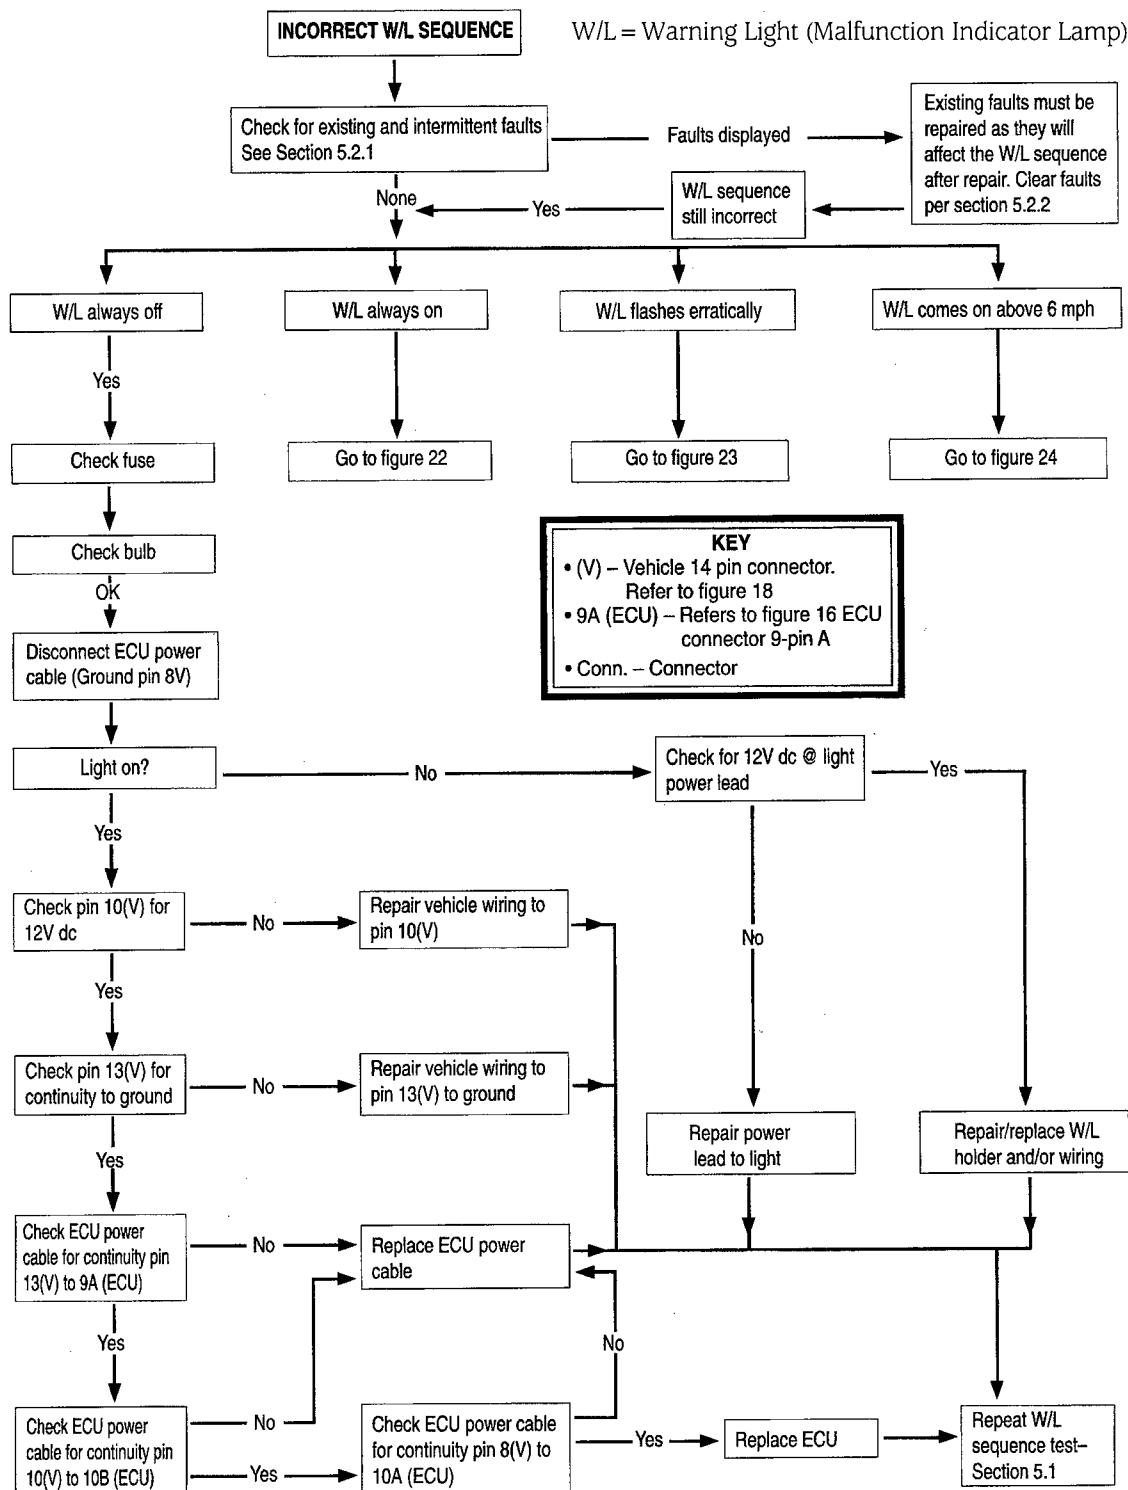 INCORRECT W/L SEQUENCE
W/L = Warning Light (Malfunction Indicator Lamp)
Check for existing and intermittent faults
See Section 5.2.1
Faults displayed
Existing faults must be
repaired as they will
affect the W/L sequence
after repair. Clear faults
per section 5.2.2
None
Yes
W/L sequence
still incorrect
W/L always off
W/L always on
W/L flashes erratically
W/L comes on above 6 mph
Yes
Check fuse
Go to figure 22
Go to figure 23
Go to figure 24
Check bulb
OK
KEY
• (V) – Vehicle 14 pin connector.
Refer to figure 18
• 9A (ECU) – Refers to figure 16 ECU
connector 9-pin A
• Conn. – Connector
Disconnect ECU power
cable (Ground pin 8V)
Light on?
No
Check for 12V dc @ light
power lead
Yes
Yes
Check pin 10(V) for
12V dc
No
Repair vehicle wiring to
pin 10(V)
No
Yes
Check pin 13(V) for
continuity to ground
No
Repair vehicle wiring to
pin 13(V) to ground
Repair power
lead to light
Repair/replace W/L
holder and/or wiring
Yes
Check ECU power
cable for continuity pin
13(V) to 9A (ECU)
No
Replace ECU power
cable
Yes
No
Check ECU power
cable for continuity pin
10(V) to 10B (ECU)
No
Yes
Check ECU power cable
for continuity pin 8(V) to
10A (ECU)
Yes
Replace ECU
Repeat W/L
sequence test–
Section 5.1